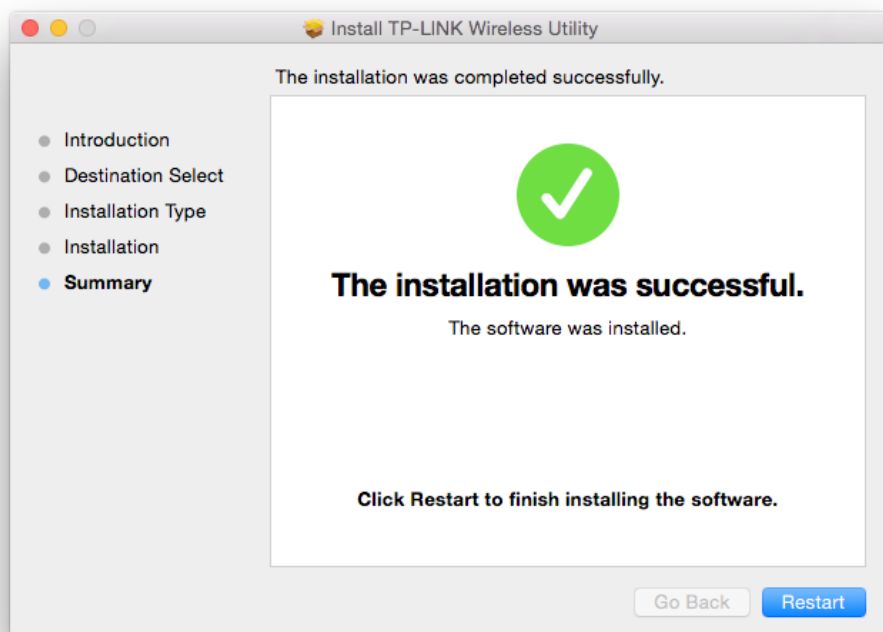 Install TP-LINK Wireless Utility
The installation was completed successfully.
Introduction
Destination Select
Installation Type
Installation
Summary
The installation was successful.
The software was installed.
Click Restart to finish installing the software.
Go Back
Restart